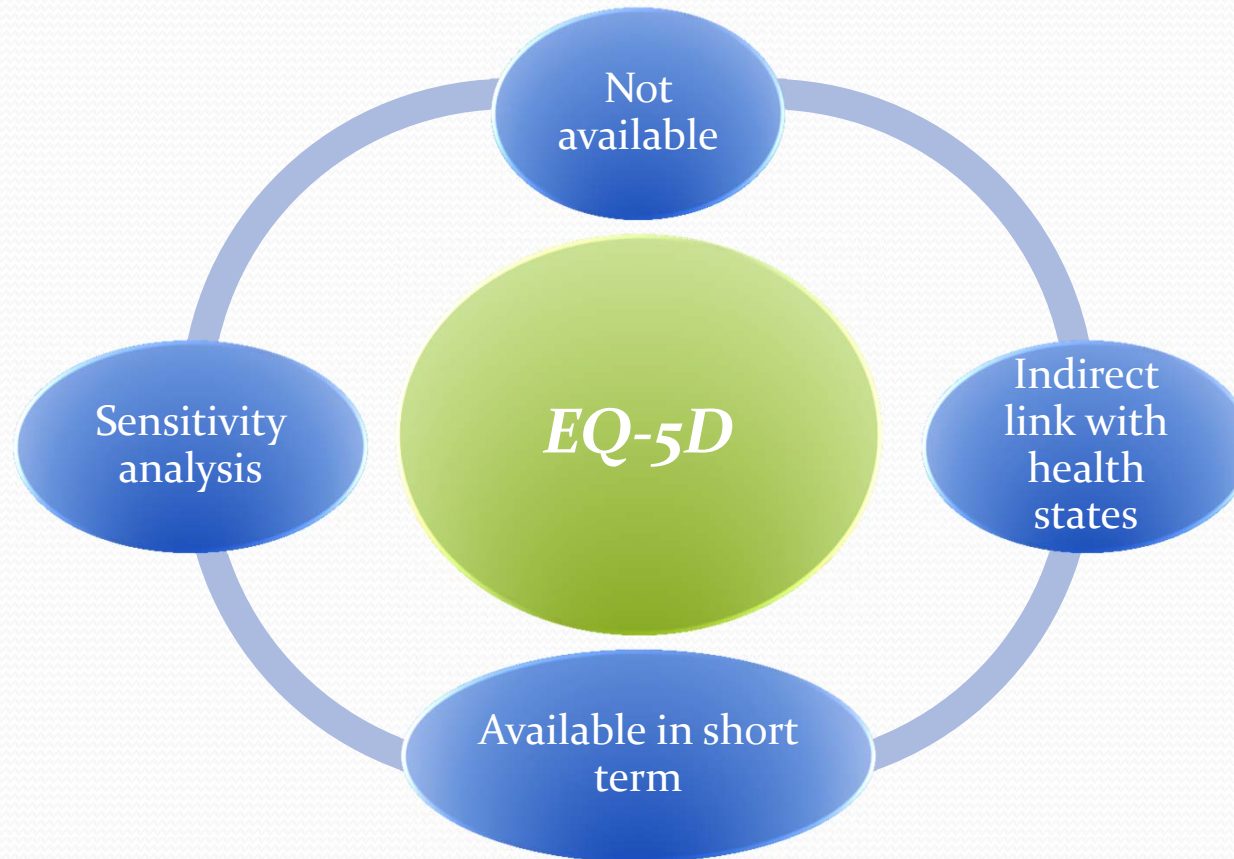 Not
available
Sensitivity
analysis
EQ-5D
Indirect
link with
health
states
Available in short
term